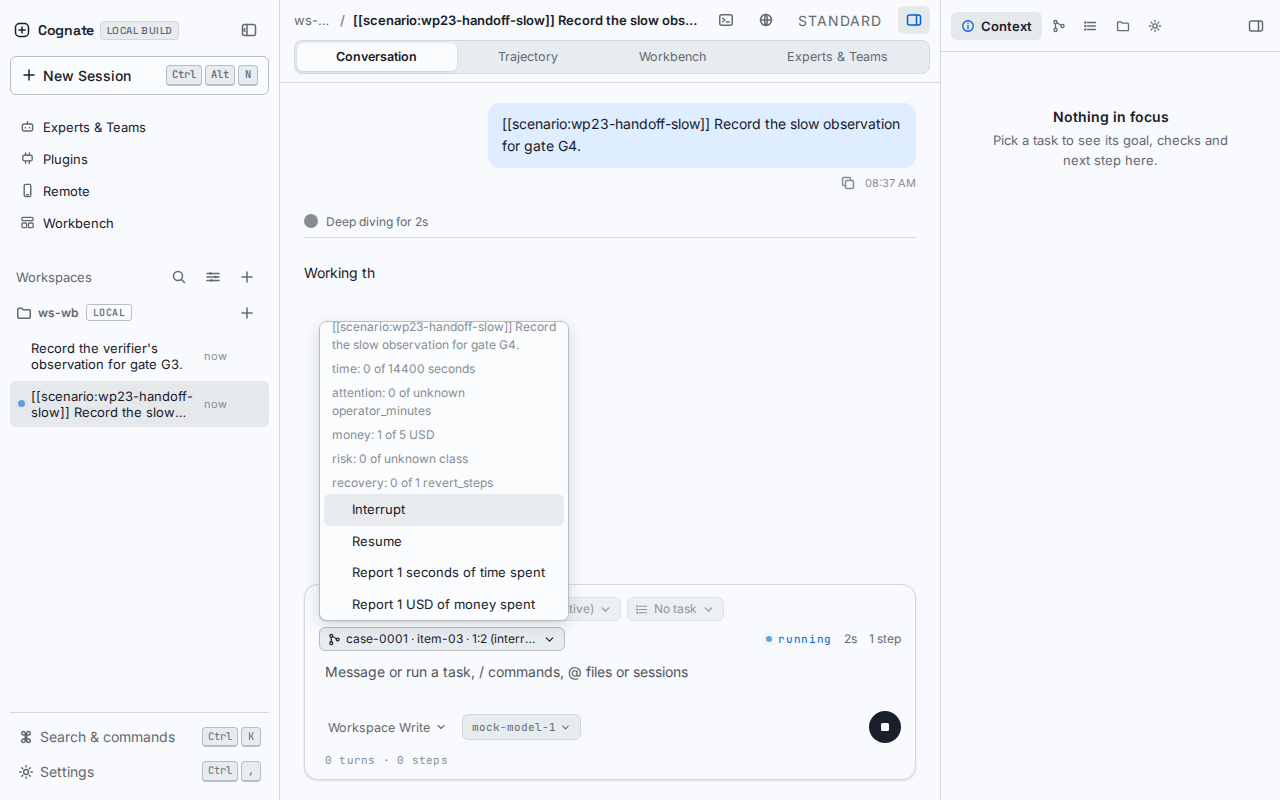 Cognate LOCAL BUILD
New Session Ctrl Alt N
Experts & Teams
Plugins
Remote
Workbench
Workspaces
ws-wb LOCAL
Record the verifier's
observation for gate G3.
now
[[scenario:wp23-handoff-
slow]] Record the slow...
now
Search & commands Ctrl K
Settings Ctrl ,
ws-... / [[scenario:wp23-handoff-slow]] Record the slow obs... STANDARD
Conversation Trajectory Workbench Experts & Teams
[[scenario:wp23-handoff-slow]] Record the slow observation
for gate G4.
08:37 AM
Deep diving for 2s
Working th
[[scenario:wp23-handoff-slow]] Record
the slow observation for gate G4.
time: 0 of 14400 seconds
attention: 0 of unknown
operator_minutes
money: 1 of 5 USD
risk: 0 of unknown class
recovery: 0 of 1 revert_steps
Interrupt
Resume
Report 1 seconds of time spent
Report 1 USD of money spent
tive) No task
case-0001 · item-03 · 1:2 (interr... running 2s 1 step
Message or run a task, / commands, @ files or sessions
Workspace Write mock-model-1
0 turns · 0 steps
Context
Nothing in focus
Pick a task to see its goal, checks and
next step here.